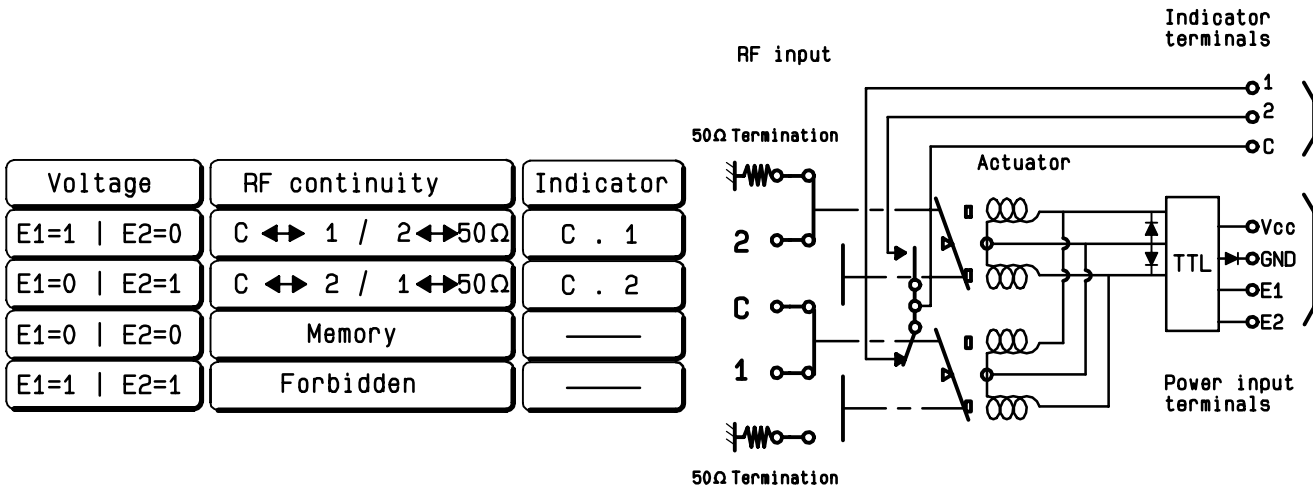 Voltage RF continuity Indicator
E1=1 | E2=0 C ↔ 1 / 2↔50Ω C . 1
E1=0 | E2=1 C ↔ 2 / 1↔50Ω C . 2
E1=0 | E2=0 Memory
E1=1 | E2=1 Forbidden
RF input
Indicator
terminals
1
2
C
50Ω Termination
Actuator
2
C
1
50Ω Termination
TTL
Vcc
GND
E1
E2
Power input
terminals